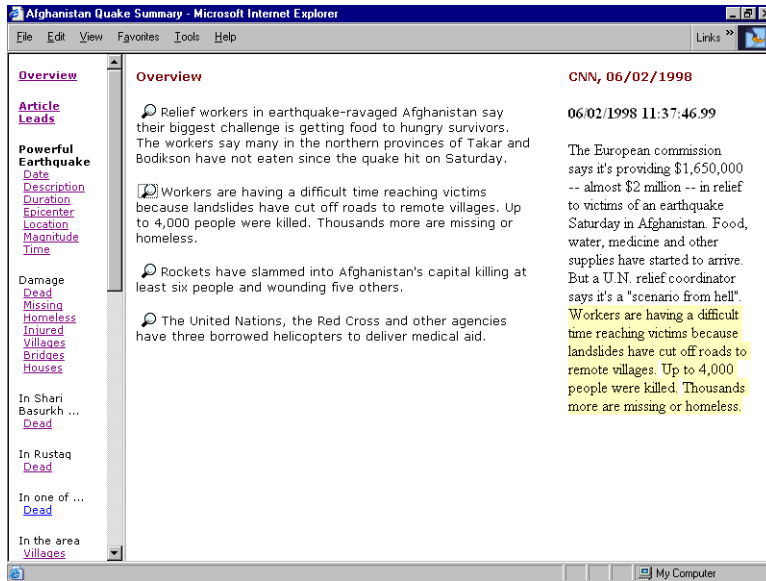 Afghanistan Quake Summary - Microsoft Internet Explorer
File Edit View Favorites Tools Help
Links »
Overview
Article
Leads
Powerful
Earthquake
Date
Description
Duration
Epicenter
Location
Magnitude
Time
Damage
Dead
Missing
Homeless
Injured
Villages
Bridges
Houses
In Shari
Basurkh ...
Dead
In Rustaq
Dead
In one of ...
Dead
In the area
Villages
Overview
Relief workers in earthquake-ravaged Afghanistan say
their biggest challenge is getting food to hungry survivors.
The workers say many in the northern provinces of Takar and
Bodikson have not eaten since the quake hit on Saturday.
Workers are having a difficult time reaching victims
because landslides have cut off roads to remote villages. Up
to 4,000 people were killed. Thousands more are missing or
homeless.
Rockets have slammed into Afghanistan's capital killing at
least six people and wounding five others.
The United Nations, the Red Cross and other agencies
have three borrowed helicopters to deliver medical aid.
CNN, 06/02/1998
06/02/1998 11:37:46.99
The European commission
says it's providing $1,650,000
-- almost $2 million -- in relief
to victims of an earthquake
Saturday in Afghanistan. Food,
water, medicine and other
supplies have started to arrive.
But a U.N. relief coordinator
says it's a "scenario from hell".
Workers are having a difficult
time reaching victims because
landslides have cut off roads to
remote villages. Up to 4,000
people were killed. Thousands
more are missing or homeless.
My Computer